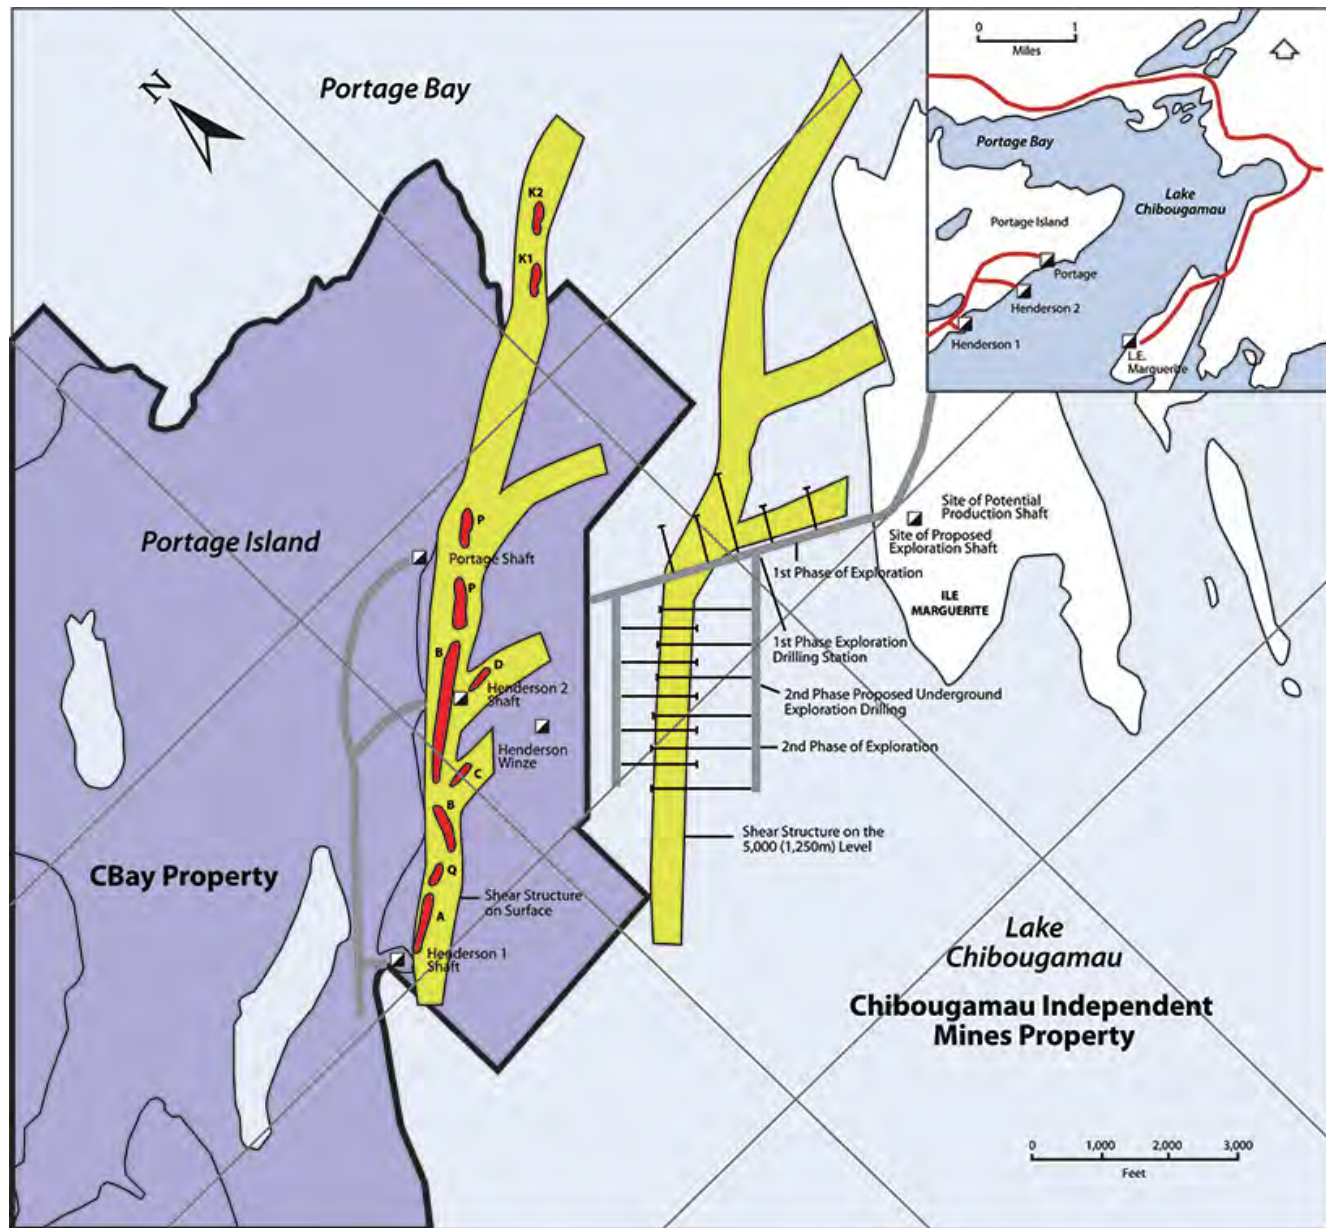 Portage Bay
N
0
1
Miles
Portage Bay
Lake
Chibougamau
Portage Island
Portage
Henderson 2
Henderson 1
L.E.
Marguerite
K2
K1
Portage Island
P
Portage Shaft
P
B
D
Henderson 2
Shaft
Henderson
Winze
C
B
Q
A
Shear Structure
on Surface
Henderson 1
Shaft
CBay Property
Site of Potential
Production Shaft
Site of Proposed
Exploration Shaft
1st Phase of Exploration
ILE
MARGUERITE
1st Phase Exploration
Drilling Station
2nd Phase Proposed Underground
Exploration Drilling
2nd Phase of Exploration
Shear Structure on the
5,000 (1,250m) Level
Lake
Chibougamau
Chibougamau Independent
Mines Property
0
1,000
2,000
3,000
Feet